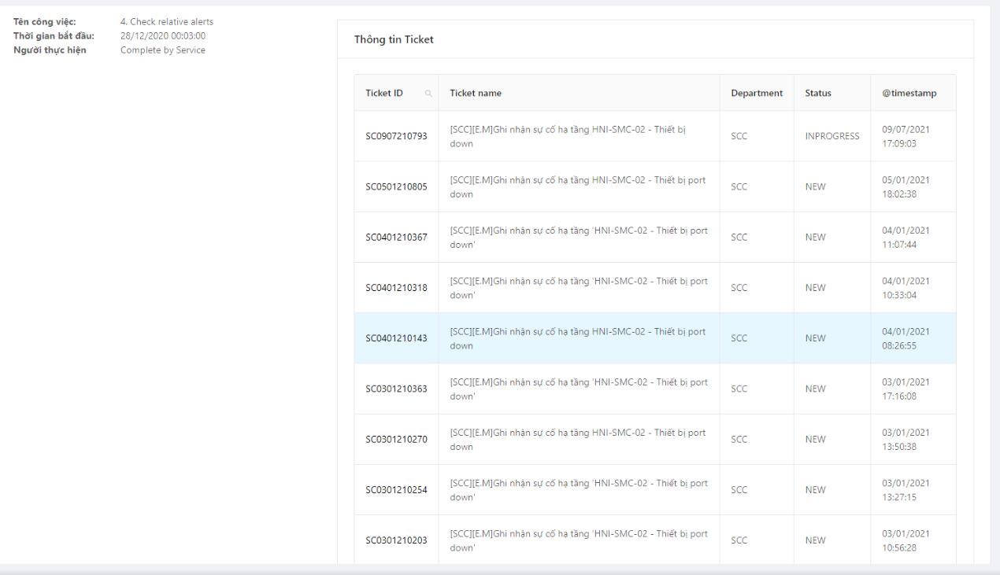 Tên công việc: 4. Check relative alerts
Thời gian bắt đầu: 28/12/2020 00:03:00
Người thực hiện Complete by Service
Thông tin Ticket
Ticket ID Ticket name Department Status @timestamp
SC0907210793 [SCC][E.M]Ghi nhận sự cố hạ tầng HNI-SMC-02 - Thiết bị SCC INPROGRESS 09/07/2021
down 17:09:03
SC0501210805 [SCC][E.M]Ghi nhận sự cố hạ tầng HNI-SMC-02 - Thiết bị port SCC NEW 05/01/2021
down 18:02:38
SC0401210367 [SCC][E.M]Ghi nhận sự cố hạ tầng 'HNI-SMC-02 - Thiết bị port SCC NEW 04/01/2021
down' 11:07:44
SC0401210318 [SCC][E.M]Ghi nhận sự cố hạ tầng 'HNI-SMC-02 - Thiết bị port SCC NEW 04/01/2021
down' 10:33:04
SC0401210143 [SCC][E.M]Ghi nhận sự cố hạ tầng HNI-SMC-02 - Thiết bị port SCC NEW 04/01/2021
down 08:26:55
SC0301210363 [SCC][E.M]Ghi nhận sự cố hạ tầng 'HNI-SMC-02 - Thiết bị port SCC NEW 03/01/2021
down' 17:16:08
SC0301210270 [SCC][E.M]Ghi nhận sự cố hạ tầng HNI-SMC-02 - Thiết bị port SCC NEW 03/01/2021
down 13:50:38
SC0301210254 [SCC][E.M]Ghi nhận sự cố hạ tầng 'HNI-SMC-02 - Thiết bị port SCC NEW 03/01/2021
down' 13:27:15
SC0301210203 [SCC][E.M]Ghi nhận sự cố hạ tầng 'HNI-SMC-02 - Thiết bị port SCC NEW 03/01/2021
down' 10:56:28